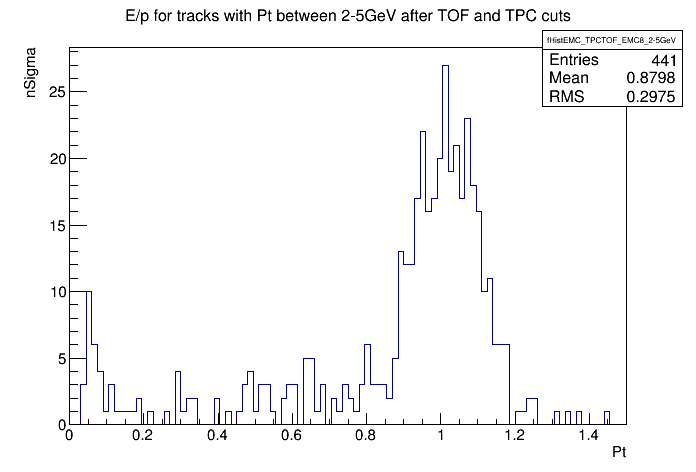 E/p for tracks with Pt between 2-5GeV after TOF and TPC cuts
fHistEMC_TPCTOF_EMC8_2-5GeV
Entries 441
Mean 0.8798
RMS 0.2975
nSigma
25
20
15
10
5
0
0 0.2 0.4 0.6 0.8 1 1.2 1.4
Pt